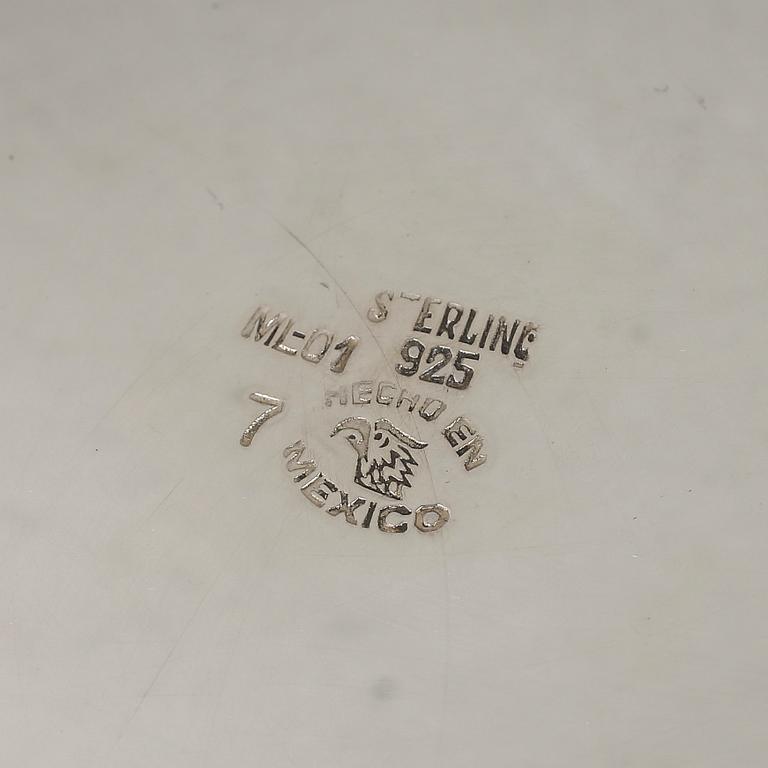 STERLING
ML-01 925
7
HECHO EN
MEXICO